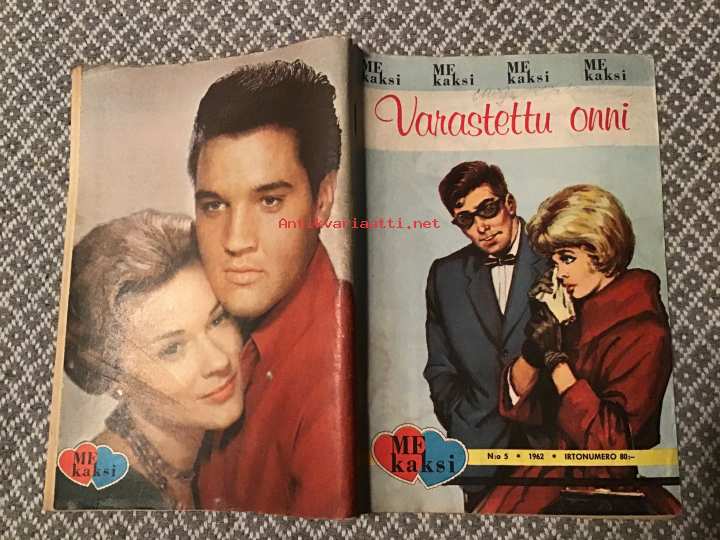 ME kaksi
ME kaksi
ME kaksi
ME kaksi
Varastettu onni
Antikvariaatti.net
ME kaksi
ME kaksi
N:o 5 • 1962 • IRTONUMERO 80:–